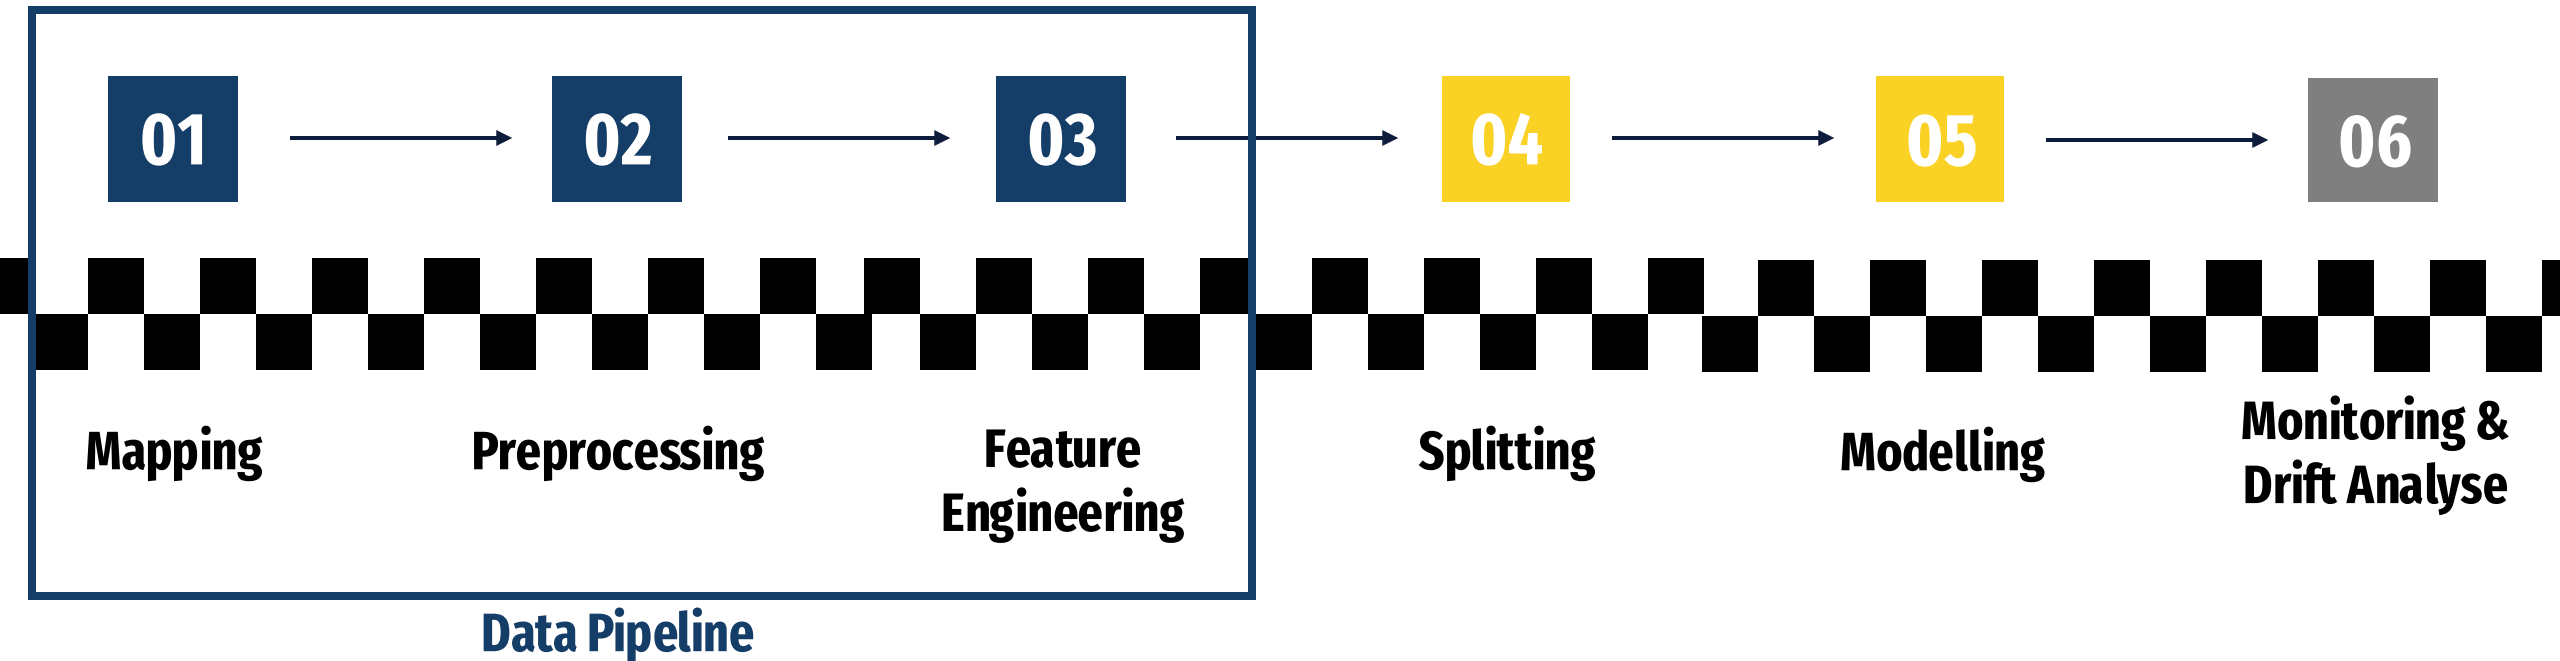 01
02
03
04
05
06
Mapping
Preprocessing
Feature
Engineering
Splitting
Modelling
Monitoring &
Drift Analyse
Data Pipeline